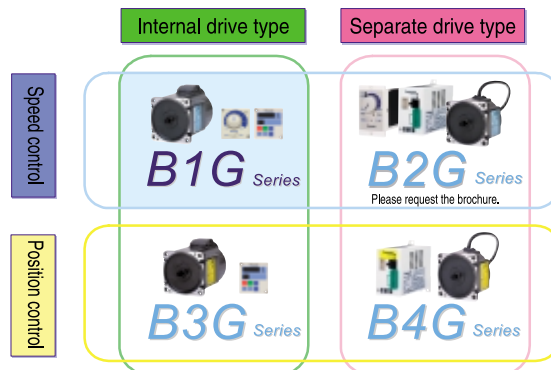 Internal drive type
Separate drive type
Speed control
B1G Series
B2G Series
Please request the brochure.
Position control
B3G Series
B4G Series